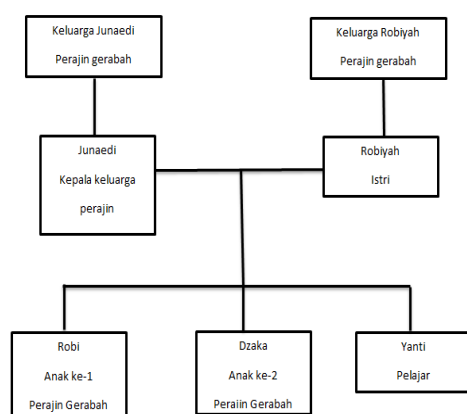 Keluarga Junaedi
Perajin gerabah
Keluarga Robiyah
Perajin gerabah
Junaedi
Kepala keluarga
perajin
Robiyah
Istri
Robi
Anak ke-1
Perajin Gerabah
Dzaka
Anak ke-2
Perajin Gerabah
Yanti
Pelajar